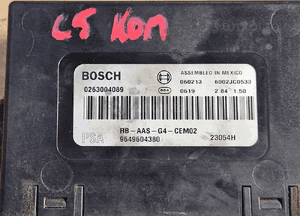 C5 KOM
BOSCH
ASSEMBLED IN MEXICO
0263004089
060213 6002JC0533
0619 2 84 1.50
HB-AAS-G4-CEM02
PSA 9649604380 23054H